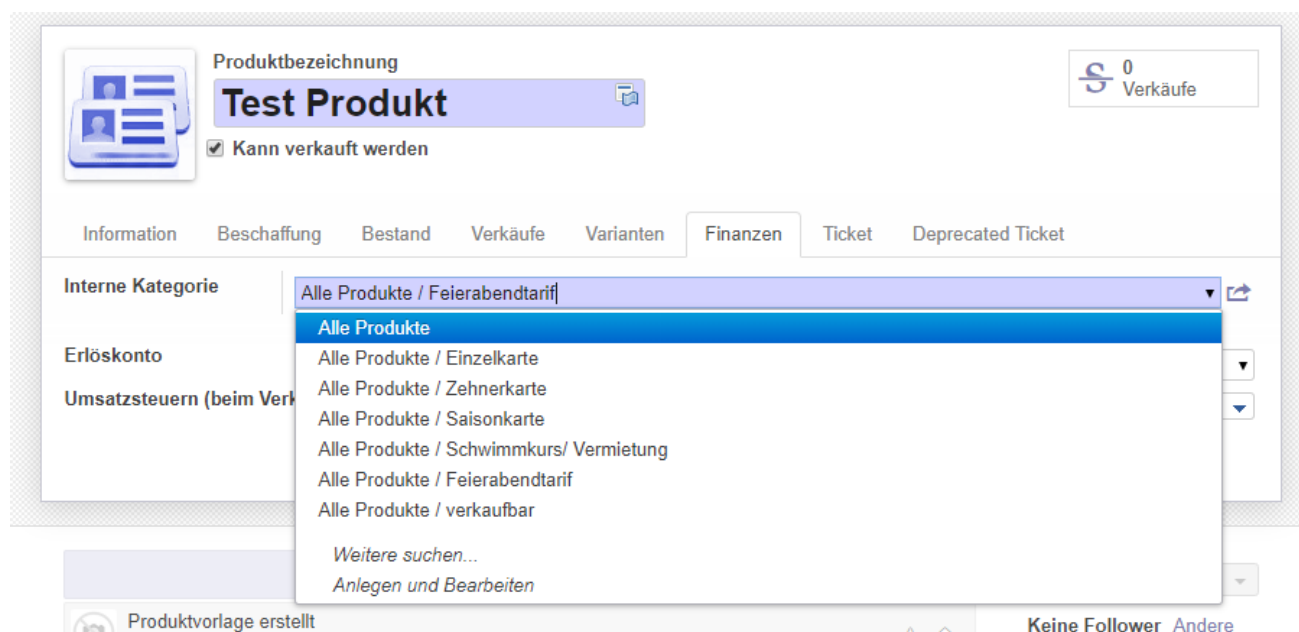 Produktbezeichnung
Test Produkt
0
Verkäufe
Kann verkauft werden
Information Beschaffung Bestand Verkäufe Varianten Finanzen Ticket Deprecated Ticket
Interne Kategorie
Alle Produkte / Feierabendtarif
Alle Produkte
Erlöskonto
Alle Produkte / Einzelkarte
Alle Produkte / Zehnerkarte
Umsatzsteuern (beim Verk
Alle Produkte / Saisonkarte
Alle Produkte / Schwimmkurs/ Vermietung
Alle Produkte / Feierabendtarif
Alle Produkte / verkaufbar
Weitere suchen...
Anlegen und Bearbeiten
Produktvorlage erstellt
Keine Follower Andere